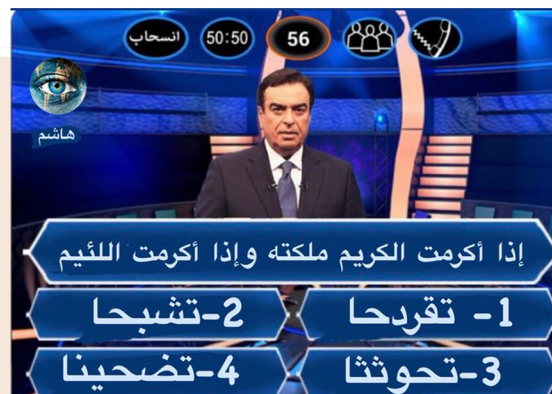 انسحاب
50:50
56
هاشم
إذا أكرمت الكريم ملكته وإذا أكرمت اللئيم
1- تقردحا
2-تشبحا
3-تحوثثا
4-تضحينا